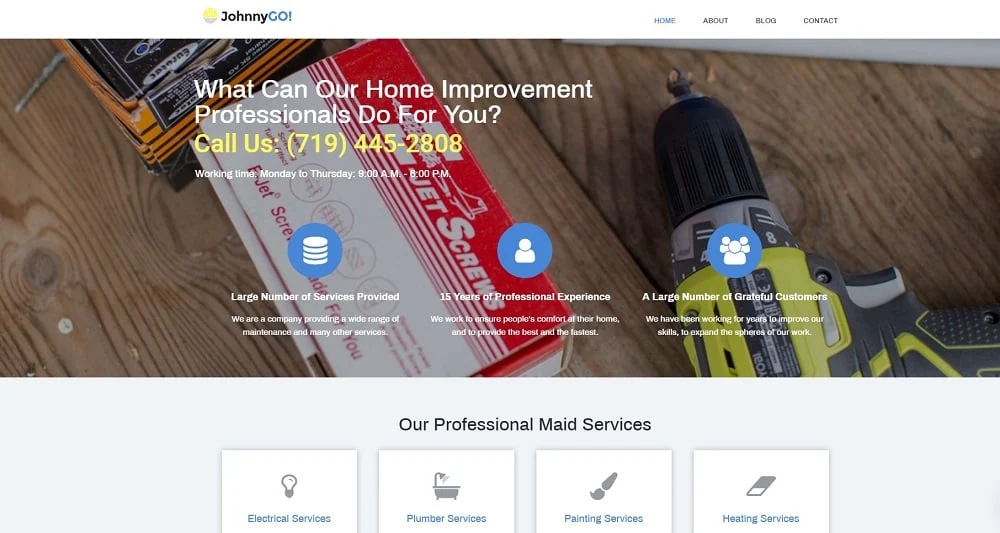 JohnnyGO!
HOME ABOUT BLOG CONTACT
What Can Our Home Improvement
Professionals Do For You?
Call Us: (719) 445-2808
Working time: Monday to Thursday: 9:00 A.M. - 6:00 P.M.
Large Number of Services Provided
We are a company providing a wide range of
maintenance and many other services.
15 Years of Professional Experience
We work to ensure people's comfort at their home,
and to provide the best and the fastest.
A Large Number of Grateful Customers
We have been working for years to improve our
skills, to expand the spheres of our work.
Our Professional Maid Services
Electrical Services
Plumber Services
Painting Services
Heating Services